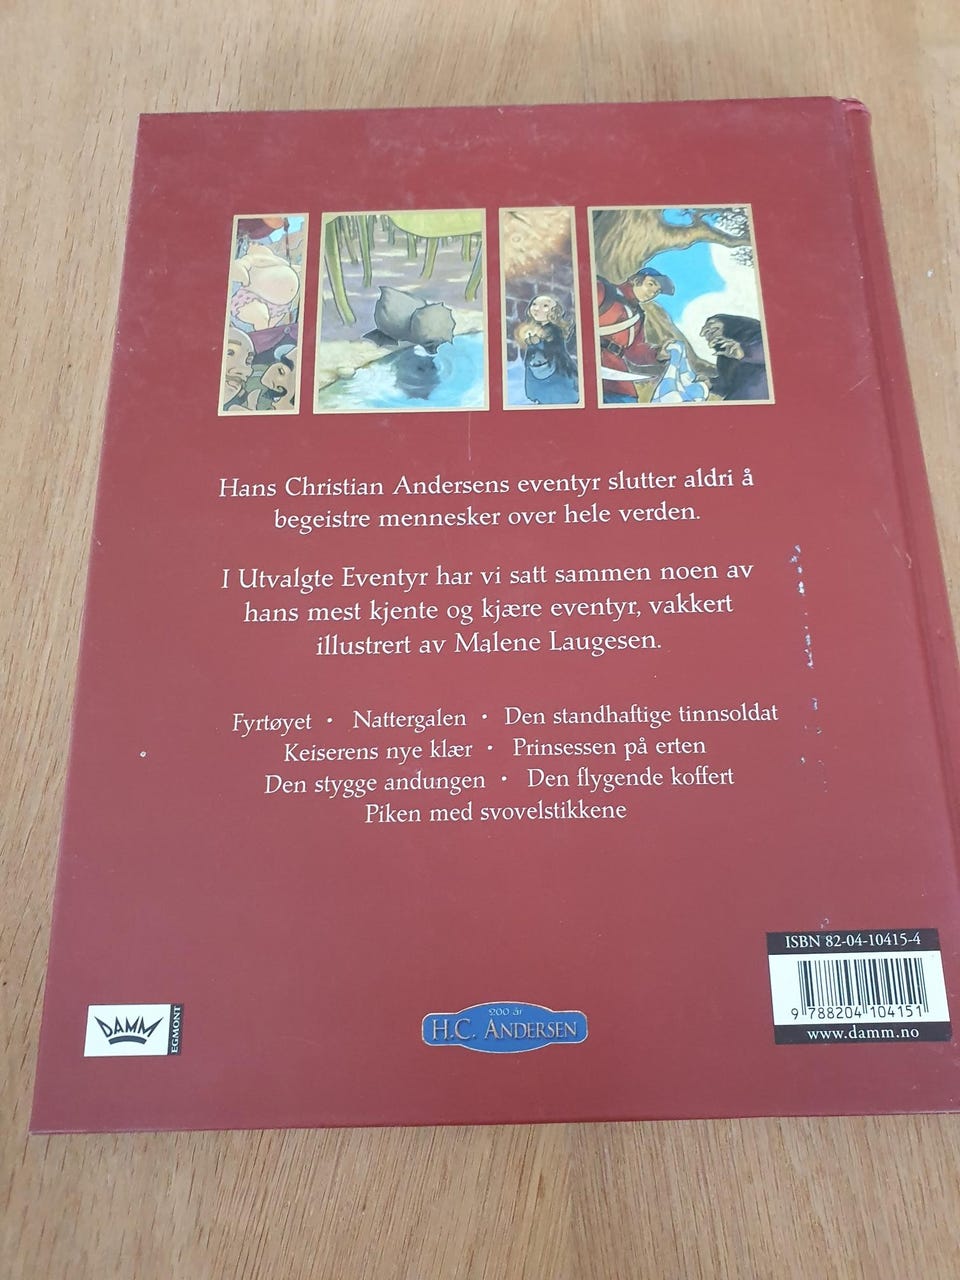 Hans Christian Andersens eventyr slutter aldri å
begeistre mennesker over hele verden.
I Utvalgte Eventyr har vi satt sammen noen av
hans mest kjente og kjære eventyr, vakkert
illustrert av Malene Laugesen.
Fyrtøyet • Nattergalen • Den standhaftige tinnsoldat
Keiserens nye klær • Prinsessen på erten
Den stygge andungen • Den flygende koffert
Piken med svovelstikkene
ISBN 82-04-10415-4
9 788204 104151
www.damm.no
DAMM
EGMONT
200 år
H.C. ANDERSEN